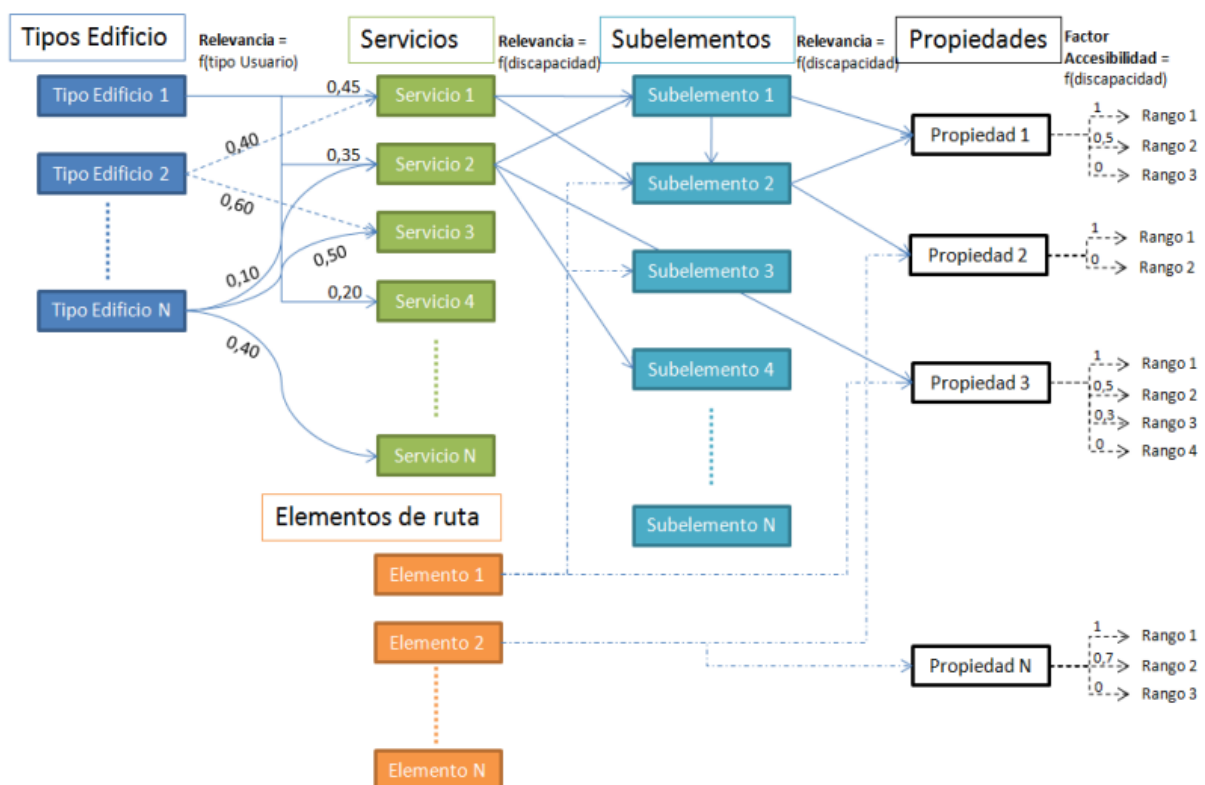 Tipos Edificio
Relevancia =
f(tipo Usuario)
Servicios
Relevancia =
f(discapacidad)
Subelementos
Relevancia =
f(discapacidad)
Propiedades
Factor
Accesibilidad =
f(discapacidad)
Tipo Edificio 1
Tipo Edificio 2
Tipo Edificio N
0,45
0,40
0,35
0,60
0,10
0,50
0,20
0,40
Servicio 1
Servicio 2
Servicio 3
Servicio 4
Servicio N
Elementos de ruta
Elemento 1
Elemento 2
Elemento N
Subelemento 1
Subelemento 2
Subelemento 3
Subelemento 4
Subelemento N
Propiedad 1
1 Rango 1
0,5 Rango 2
0 Rango 3
Propiedad 2
1 Rango 1
0 Rango 2
Propiedad 3
1 Rango 1
0,5 Rango 2
0,3 Rango 3
0 Rango 4
Propiedad N
1 Rango 1
0,7 Rango 2
0 Rango 3